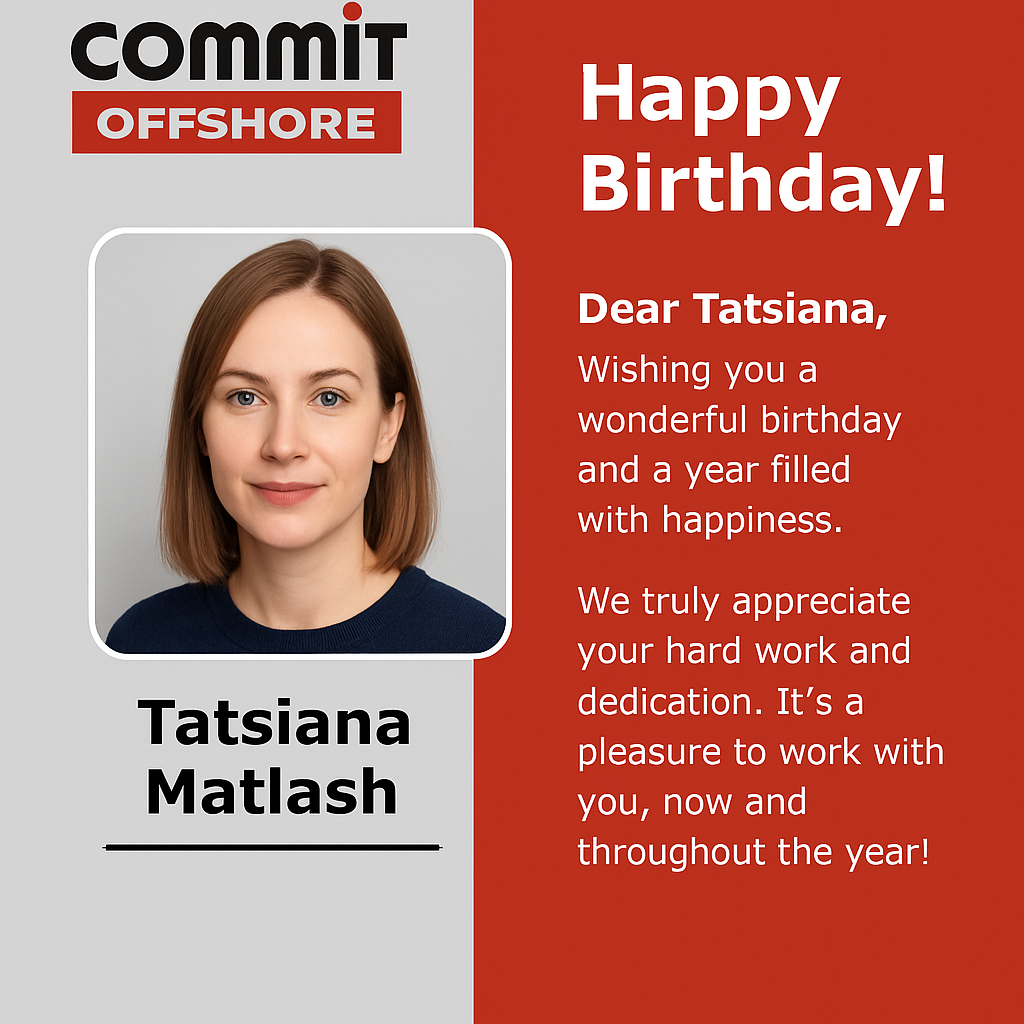 commiT
OFFSHORE
Happy
Birthday!
Dear Tatsiana,
Wishing you a
wonderful birthday
and a year filled
with happiness.
We truly appreciate
your hard work and
dedication. It’s a
pleasure to work with
you, now and
throughout the year!
Tatsiana
Matlash